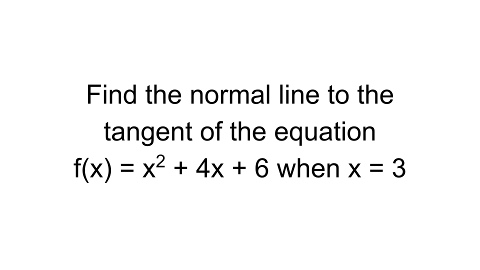 Find the normal line to the
tangent of the equation
f(x) = x² + 4x + 6 when x = 3